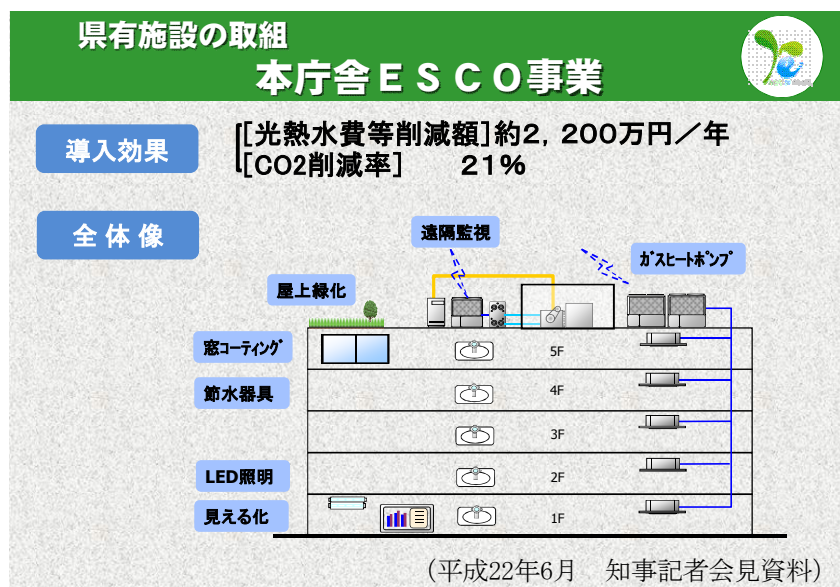 県有施設の取組
本庁舎ＥＳＣＯ事業
導入効果
[光熱水費等削減額]約２，２００万円／年
[CO2削減率]　　２１％
全 体 像
遠隔監視
ｶﾞｽﾋｰﾄﾎﾟﾝﾌﾟ
屋上緑化
窓ｺｰﾃｨﾝｸﾞ
5F
節水器具
4F
3F
LED照明
2F
見える化
1F
（平成22年6月　知事記者会見資料）